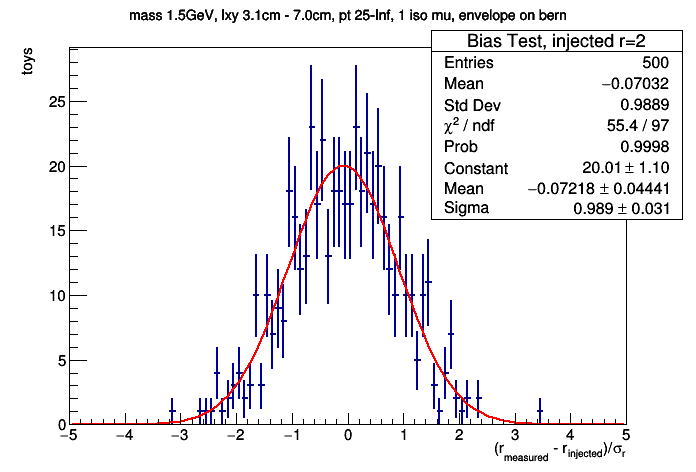 mass 1.5GeV, lxy 3.1cm - 7.0cm, pt 25-Inf, 1 iso mu, envelope on bern
Bias Test, injected r=2
Entries 500
Mean −0.07032
Std Dev 0.9889
χ² / ndf 55.4 / 97
Prob 0.9998
Constant 20.01 ± 1.10
Mean −0.07218 ± 0.04441
Sigma 0.989 ± 0.031
toys
25
20
15
10
5
0
−5 −4 −3 −2 −1 0 1 2 3 4 5
(r_measured - r_injected)/σ_r